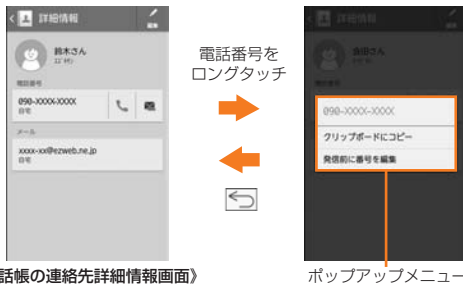 詳細情報
編集
鈴木さん
電話番号
090-XXXX-XXXX
自宅
メール
xxxx-xx@ezweb.ne.jp
自宅
電話番号を
ロングタッチ
詳細情報
電話番号
090-XXXX-XXXX
クリップボードにコピー
発信前に番号を編集
話帳の連絡先詳細情報画面》
ポップアップメニュー